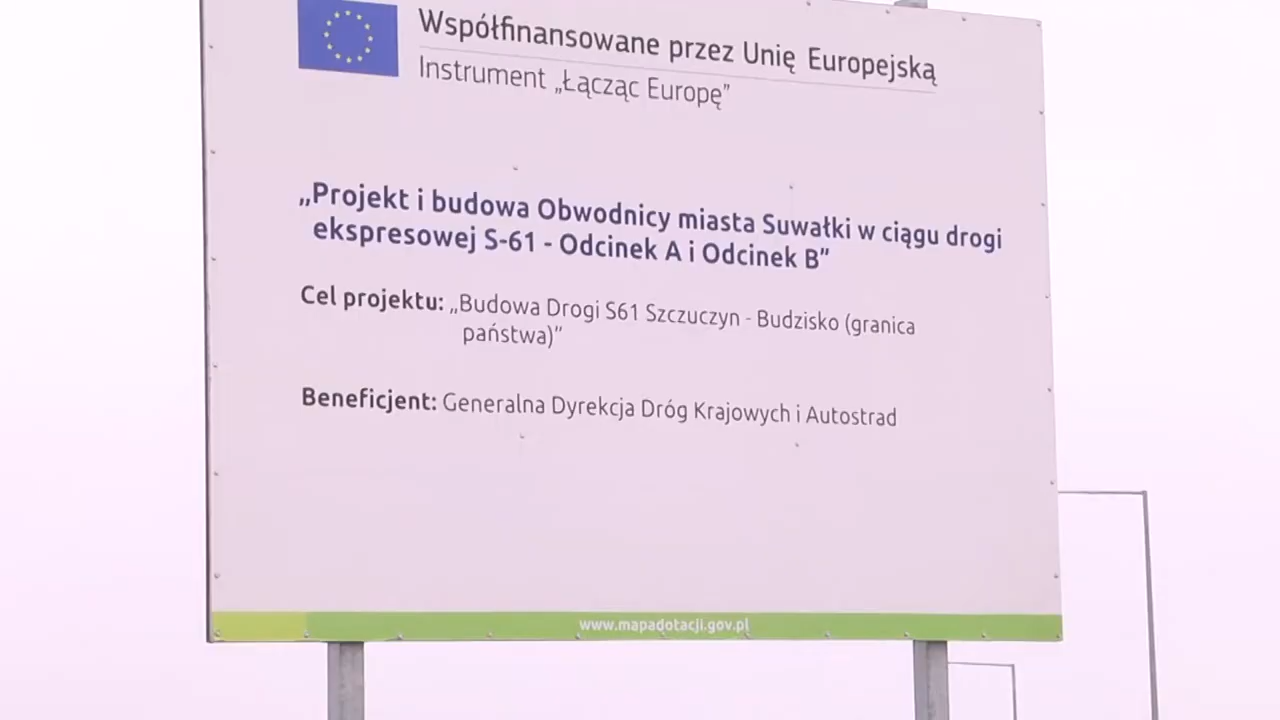 Współfinansowane przez Unię Europejską
Instrument „Łącząc Europę”
„Projekt i budowa Obwodnicy miasta Suwałki w ciągu drogi
ekspresowej S-61 - Odcinek A i Odcinek B”
Cel projektu: „Budowa Drogi S61 Szczuczyn - Budzisko (granica
państwa)”
Beneficjent: Generalna Dyrekcja Dróg Krajowych i Autostrad
www.mapadotacji.gov.pl